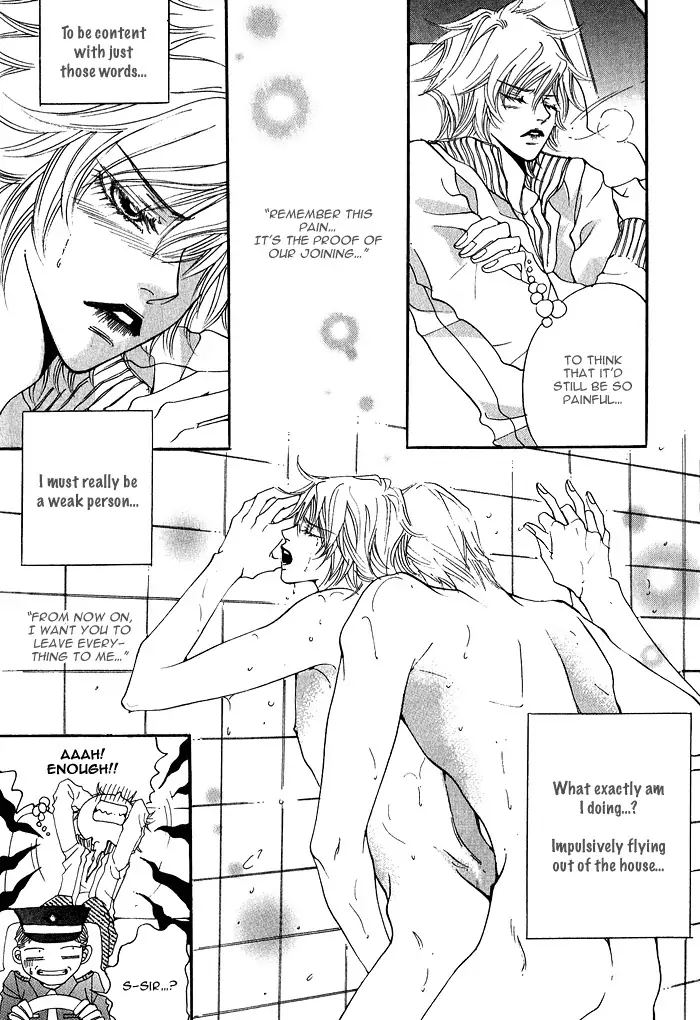 To be content
with just
those words...
"REMEMBER THIS
PAIN...
IT'S THE PROOF OF
OUR JOINING..."
TO THINK
THAT IT'D
STILL BE SO
PAINFUL...
I must really be
a weak person...
"FROM NOW ON,
I WANT YOU TO
LEAVE EVERY-
THING TO ME..."
What exactly am
I doing...?
Impulsively flying
out of the house...
AAAH!
ENOUGH!!
S-SIR...?